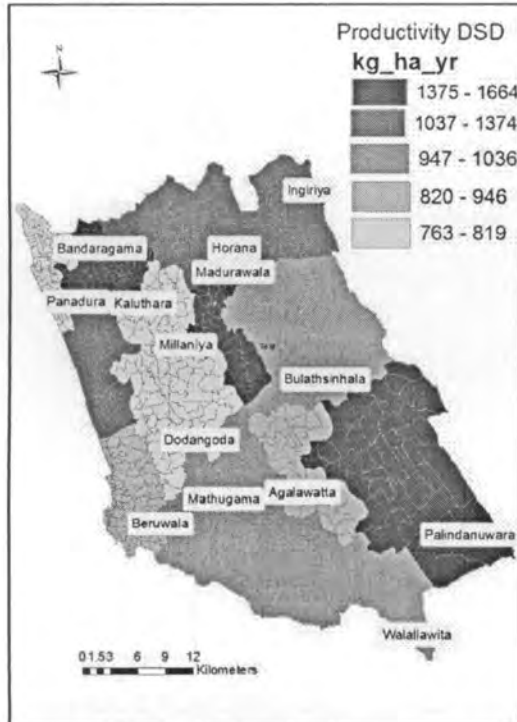 Productivity DSD
kg_ha_yr
1375 - 1664
1037 - 1374
947 - 1036
820 - 946
763 - 819
N
Ingiriya
Bandaragama
Horana
Madurawala
Panadura
Kaluthara
Millaniya
Bulathsinhala
Dodangoda
Mathugama
Agalawatta
Beruwala
Palindanuwara
Walallawita
0 1.5 3 6 9 12
Kilometers